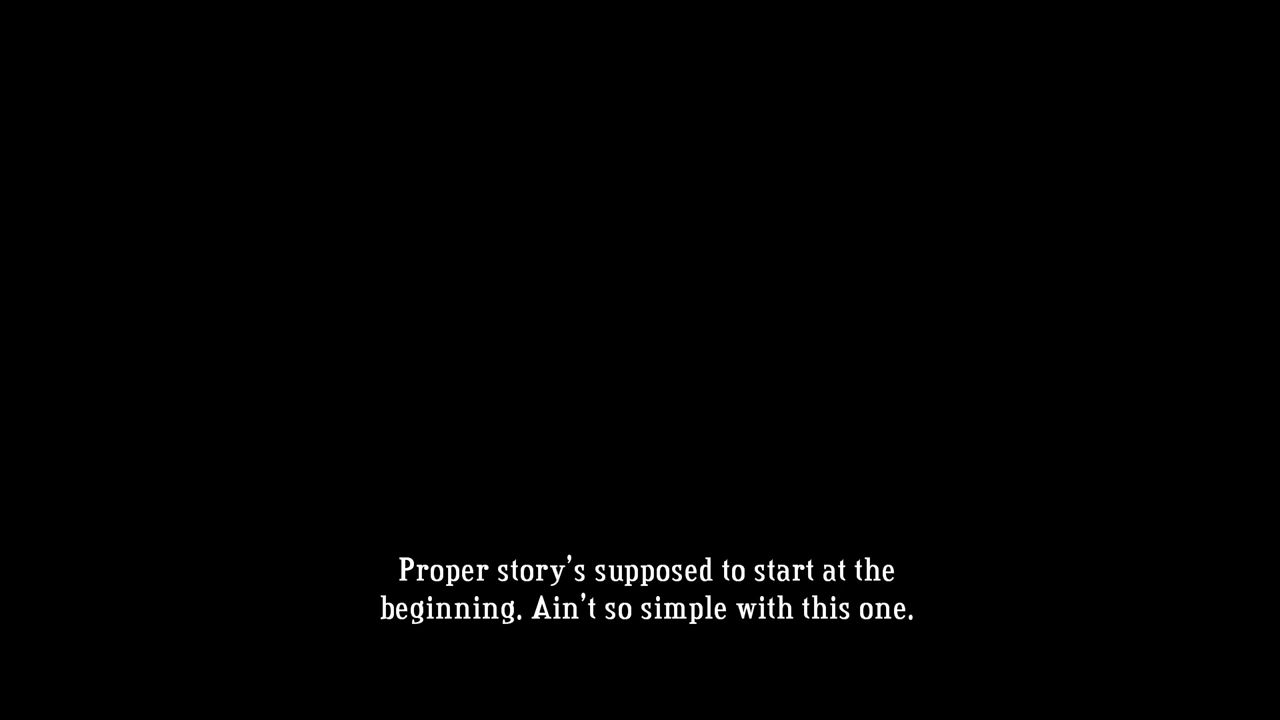 Proper story's supposed to start at the
beginning. Ain't so simple with this one.